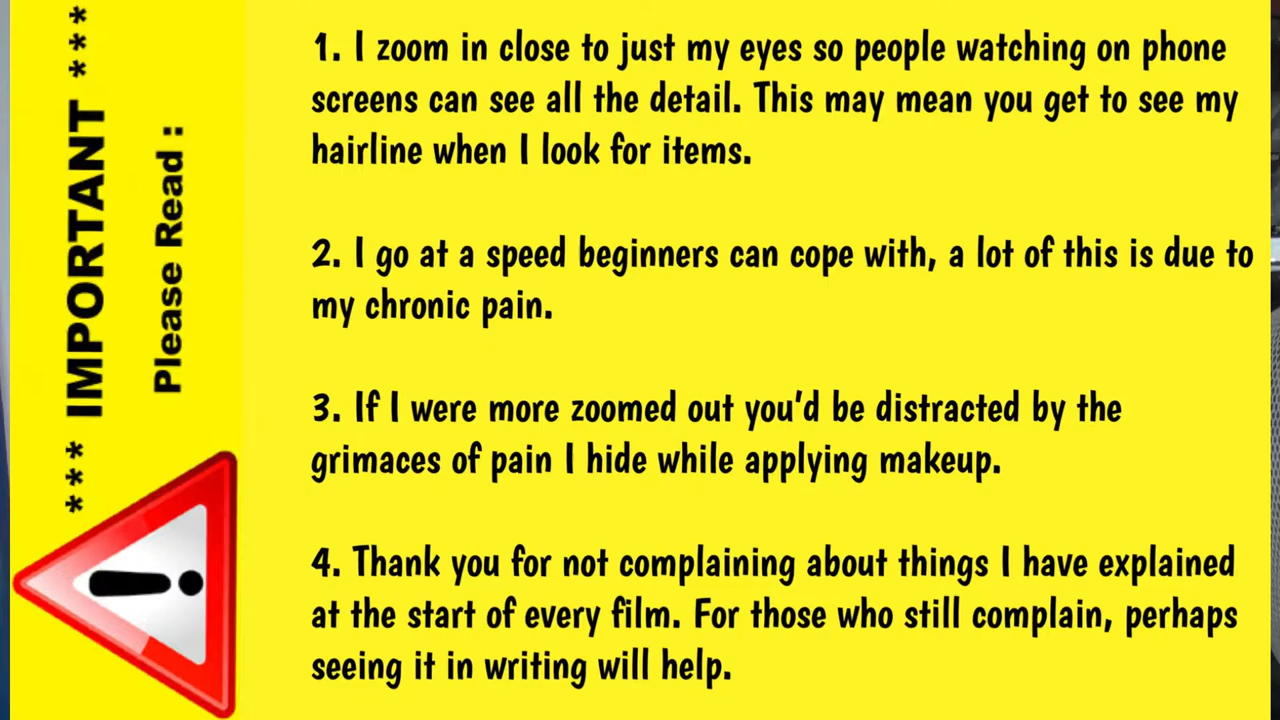 *** IMPORTANT ***
Please Read :
1. I zoom in close to just my eyes so people watching on phone
screens can see all the detail. This may mean you get to see my
hairline when I look for items.
2. I go at a speed beginners can cope with, a lot of this is due to
my chronic pain.
3. If I were more zoomed out you'd be distracted by the
grimaces of pain I hide while applying makeup.
4. Thank you for not complaining about things I have explained
at the start of every film. For those who still complain, perhaps
seeing it in writing will help.